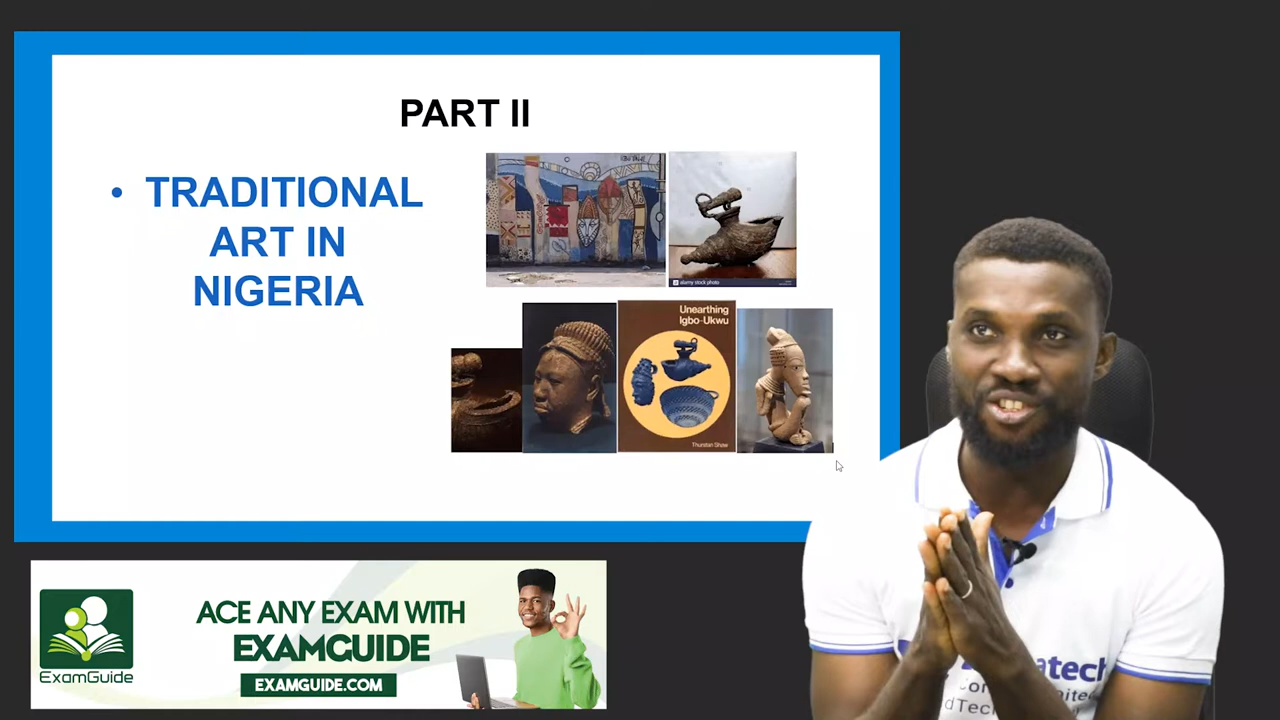 PART II
• TRADITIONAL
ART IN
NIGERIA
alamy stock photo
Unearthing
Igbo-Ukwu
Thurstan Shaw
ExamGuide
ACE ANY EXAM WITH
EXAMGUIDE
EXAMGUIDE.COM